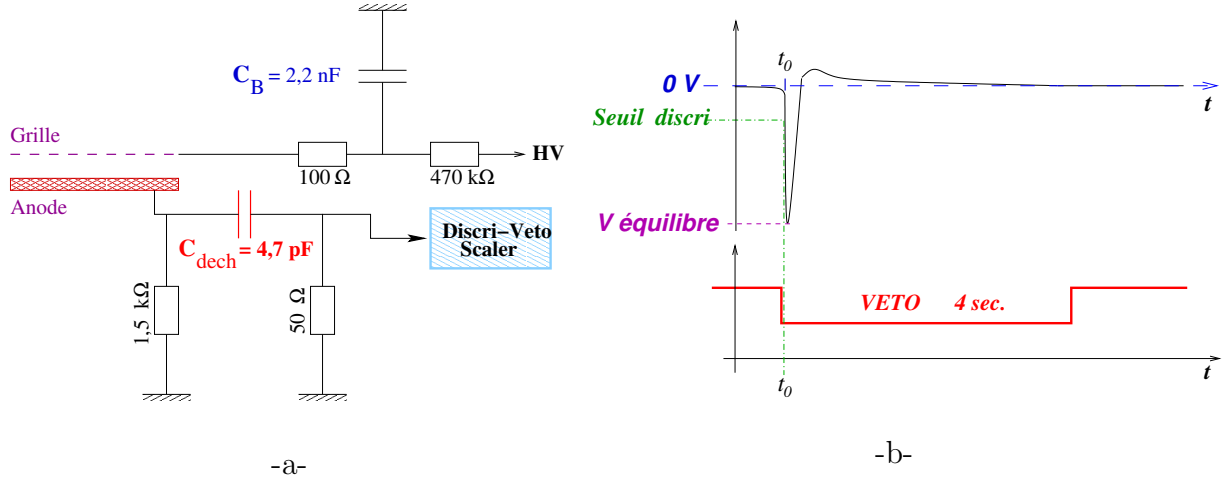 C_B = 2,2 nF
Grille
100 Ω
470 kΩ
HV
Anode
C_dech = 4,7 pF
Discri−Veto
Scaler
1,5 kΩ
50 Ω
-a-
t_0
0 V
t
Seuil discri
V équilibre
VETO 4 sec.
t_0
t
-b-